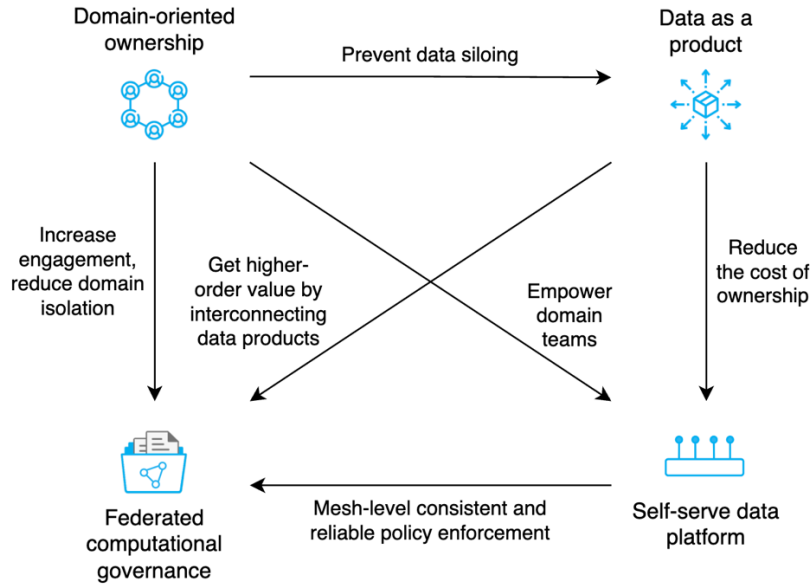 Domain-oriented
ownership
Data as a
product
Prevent data siloing
Increase
engagement,
reduce domain
isolation
Get higher-
order value by
interconnecting
data products
Empower
domain
teams
Reduce
the cost of
ownership
Federated
computational
governance
Mesh-level consistent and
reliable policy enforcement
Self-serve data
platform